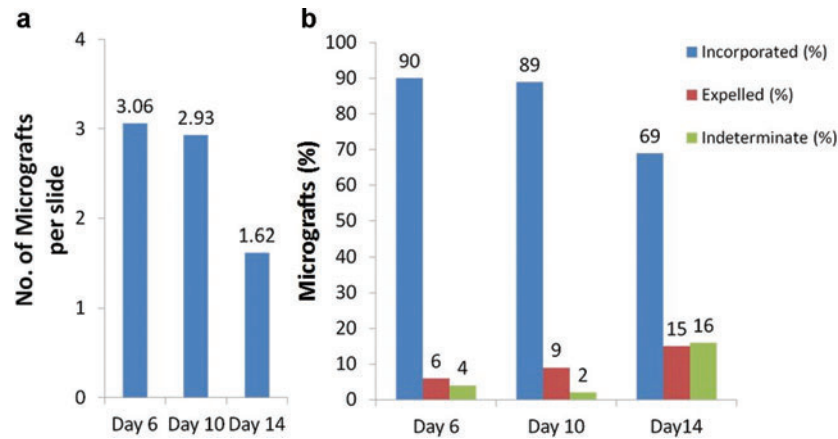 a
No. of Micrografts
per slide
4
3
2
1
0
3.06
2.93
1.62
Day 6 Day 10 Day 14
b
Micrografts (%)
100
90
80
70
60
50
40
30
20
10
0
90
6
4
89
9
2
69
15
16
Day 6 Day 10 Day14
Incorporated (%)
Expelled (%)
Indeterminate (%)